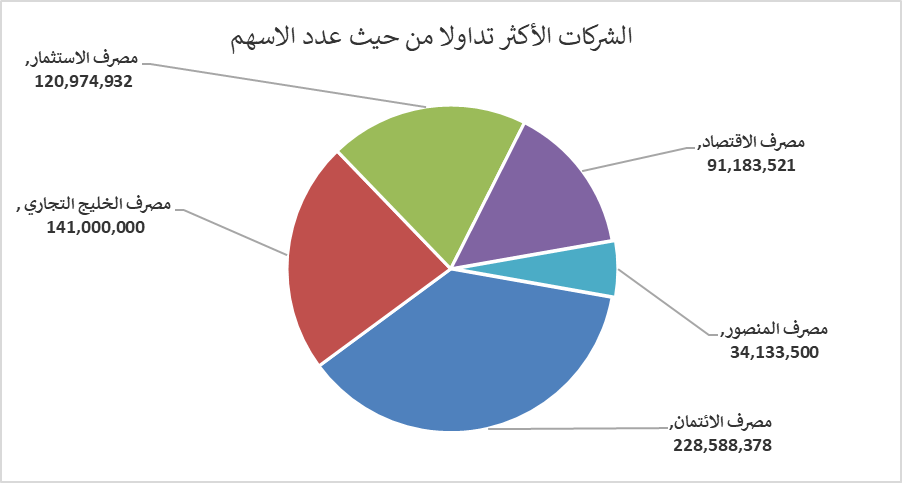 الشركات الأكثر تداولا من حيث عدد الاسهم
مصرف الاستثمار,
120,974,932
مصرف الاقتصاد,
91,183,521
مصرف الخليج التجاري ,
141,000,000
مصرف المنصور,
34,133,500
مصرف الائتمان,
228,588,378